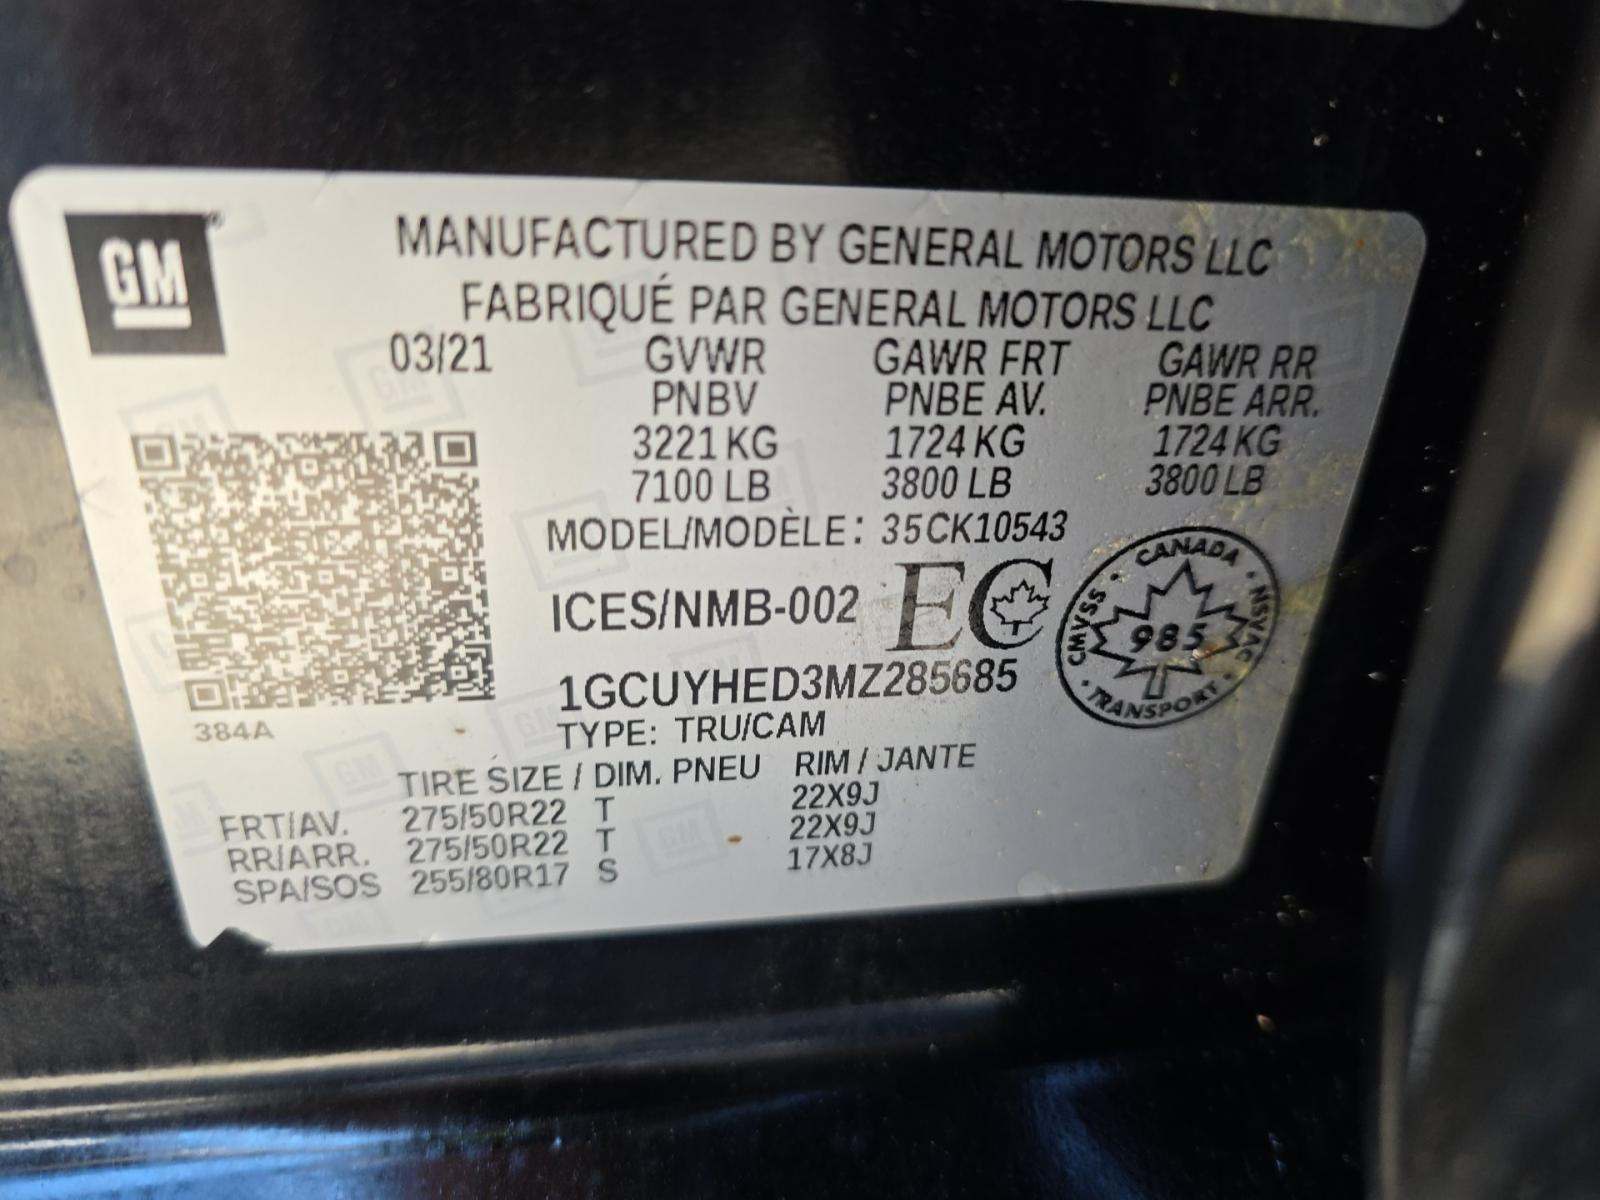 GM
MANUFACTURED BY GENERAL MOTORS LLC
FABRIQUÉ PAR GENERAL MOTORS LLC
03/21 GVWR GAWR FRT GAWR RR
PNBV PNBE AV. PNBE ARR.
3221 KG 1724 KG 1724 KG
7100 LB 3800 LB 3800 LB
MODEL/MODÈLE: 35CK10543
ICES/NMB-002 EC
CANADA · NSVAC · TRANSPORT · CMVSS ·
985
1GCUYHED3MZ285685
384A
TYPE: TRU/CAM
TIRE SIZE / DIM. PNEU RIM / JANTE
FRT/AV. 275/50R22 T 22X9J
RR/ARR. 275/50R22 T 22X9J
SPA/SOS 255/80R17 S 17X8J